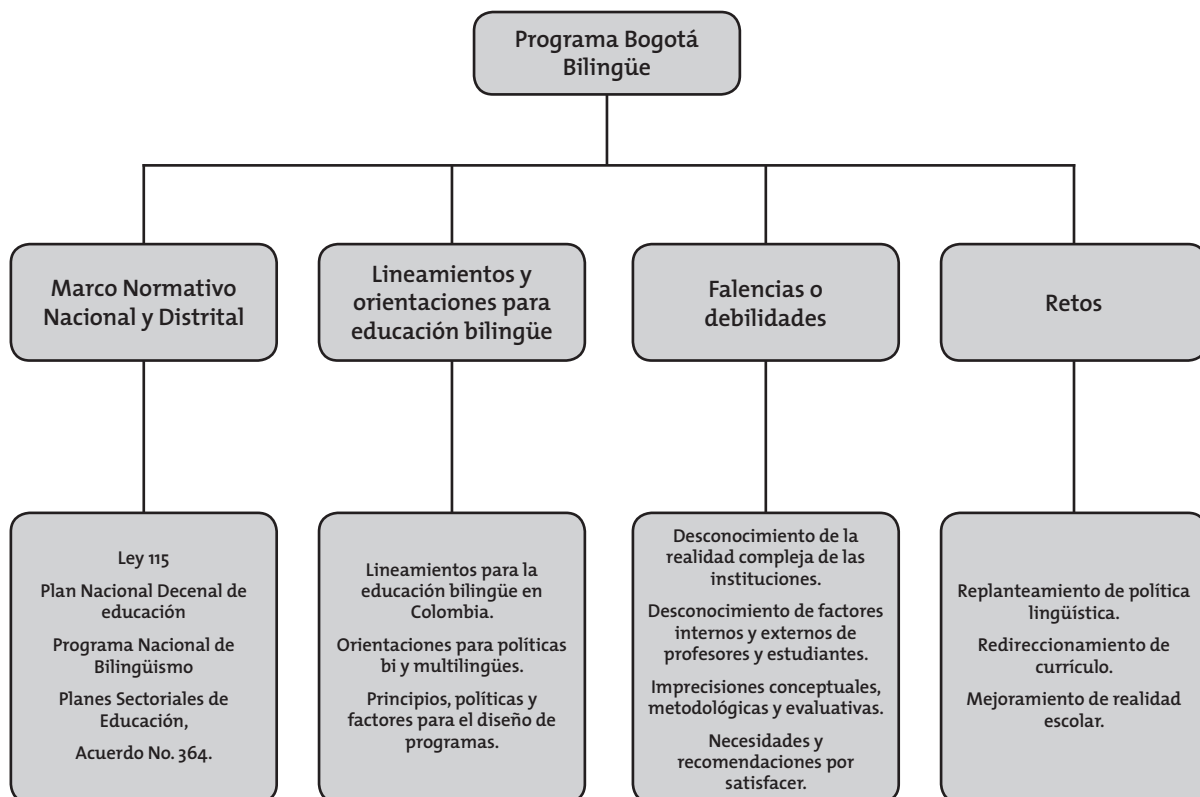 Programa Bogotá
Bilingüe
Marco Normativo
Nacional y Distrital
Lineamientos y
orientaciones para
educación bilingüe
Falencias o
debilidades
Retos
Ley 115
Plan Nacional Decenal de
educación
Programa Nacional de
Bilingüismo
Planes Sectoriales de
Educación,
Acuerdo No. 364.
Lineamientos para la
educación bilingüe en
Colombia.
Orientaciones para políticas
bi y multilingües.
Principios, políticas y
factores para el diseño de
programas.
Desconocimiento de la
realidad compleja de las
instituciones.
Desconocimiento de factores
internos y externos de
profesores y estudiantes.
Imprecisiones conceptuales,
metodológicas y evaluativas.
Necesidades y
recomendaciones por
satisfacer.
Replanteamiento de política
lingüística.
Redireccionamiento de
currículo.
Mejoramiento de realidad
escolar.